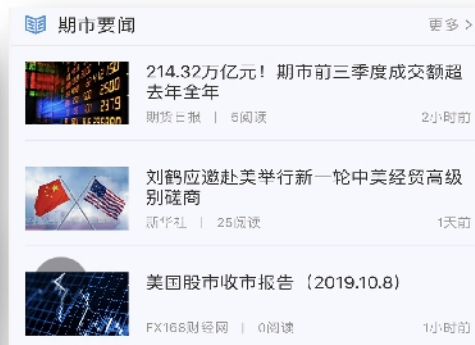 期市要闻
更多 >
214.32万亿元！期市前三季度成交额超
去年全年
期货日报 | 5阅读
2小时前
刘鹤应邀赴美举行新一轮中美经贸高级
别磋商
新华社 | 25阅读
1天前
美国股市收市报告（2019.10.8）
FX168财经网 | 0阅读
1小时前